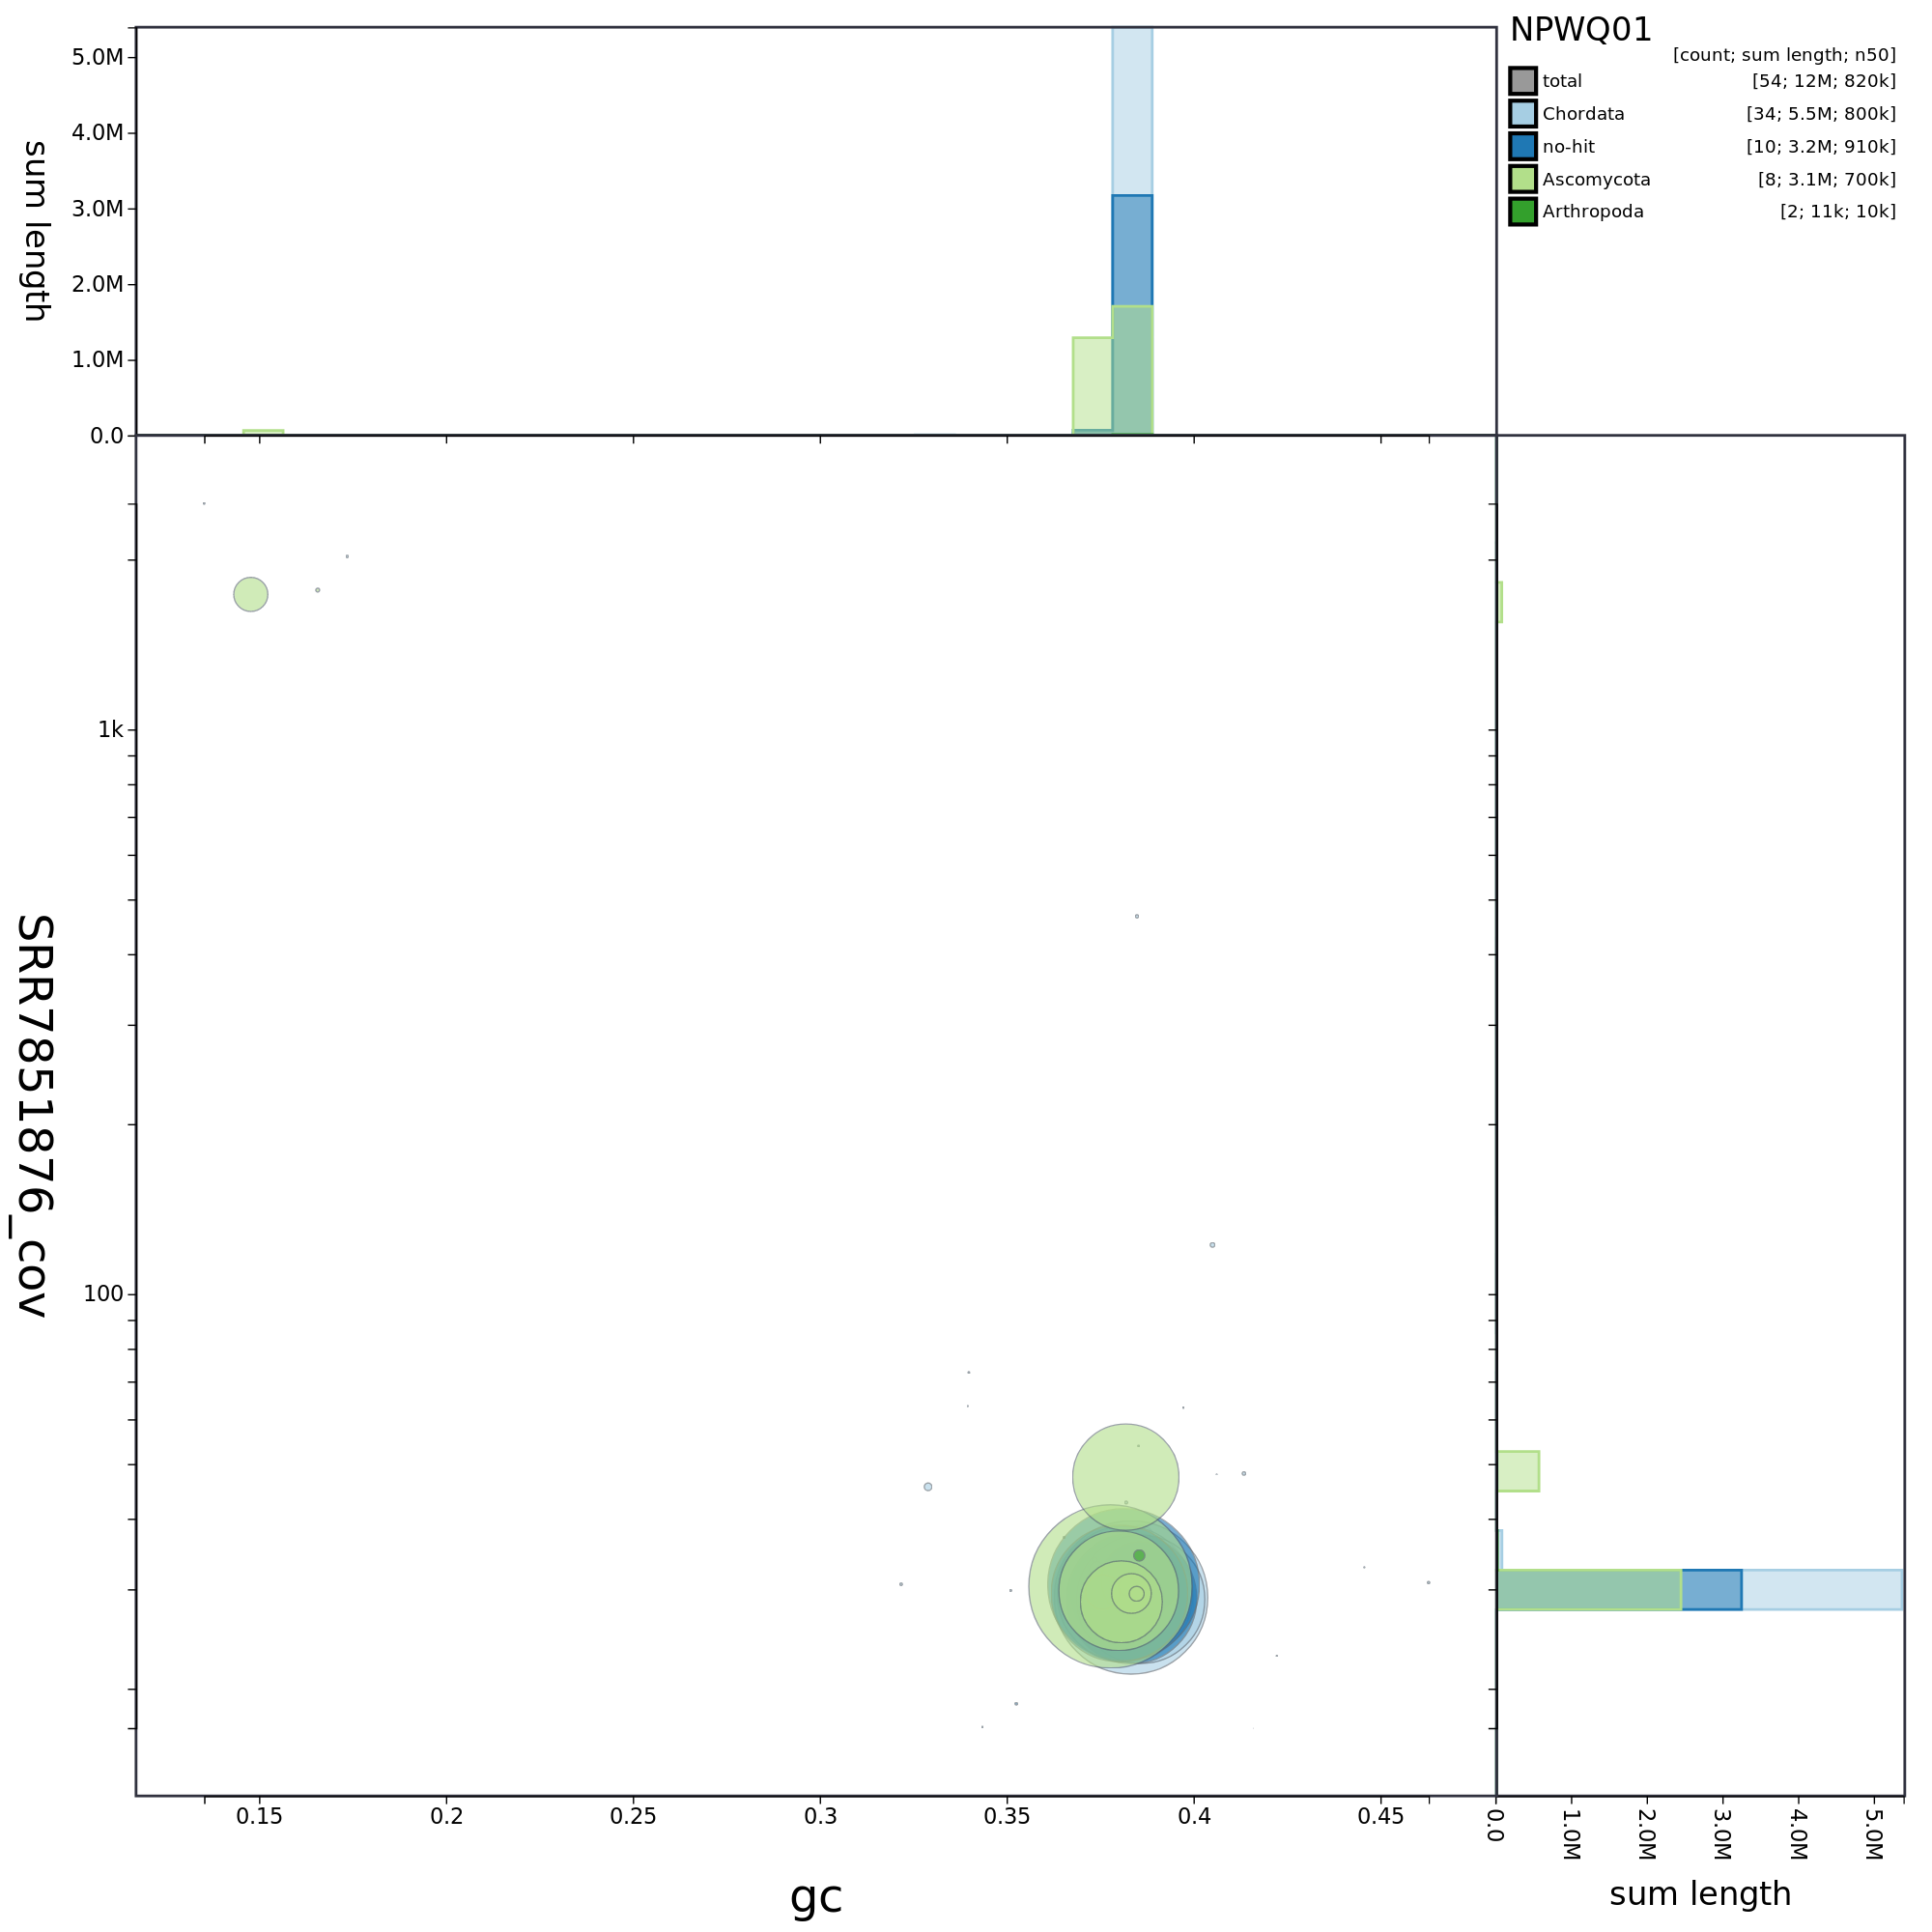 NPWQ01
[count; sum length; n50]
total [54; 12M; 820k]
Chordata [34; 5.5M; 800k]
no-hit [10; 3.2M; 910k]
Ascomycota [8; 3.1M; 700k]
Arthropoda [2; 11k; 10k]
sum length
5.0M
4.0M
3.0M
2.0M
1.0M
0.0
SRR7851876_cov
1k
100
0.15 0.2 0.25 0.3 0.35 0.4 0.45
gc
0.0 1.0M 2.0M 3.0M 4.0M 5.0M
sum length